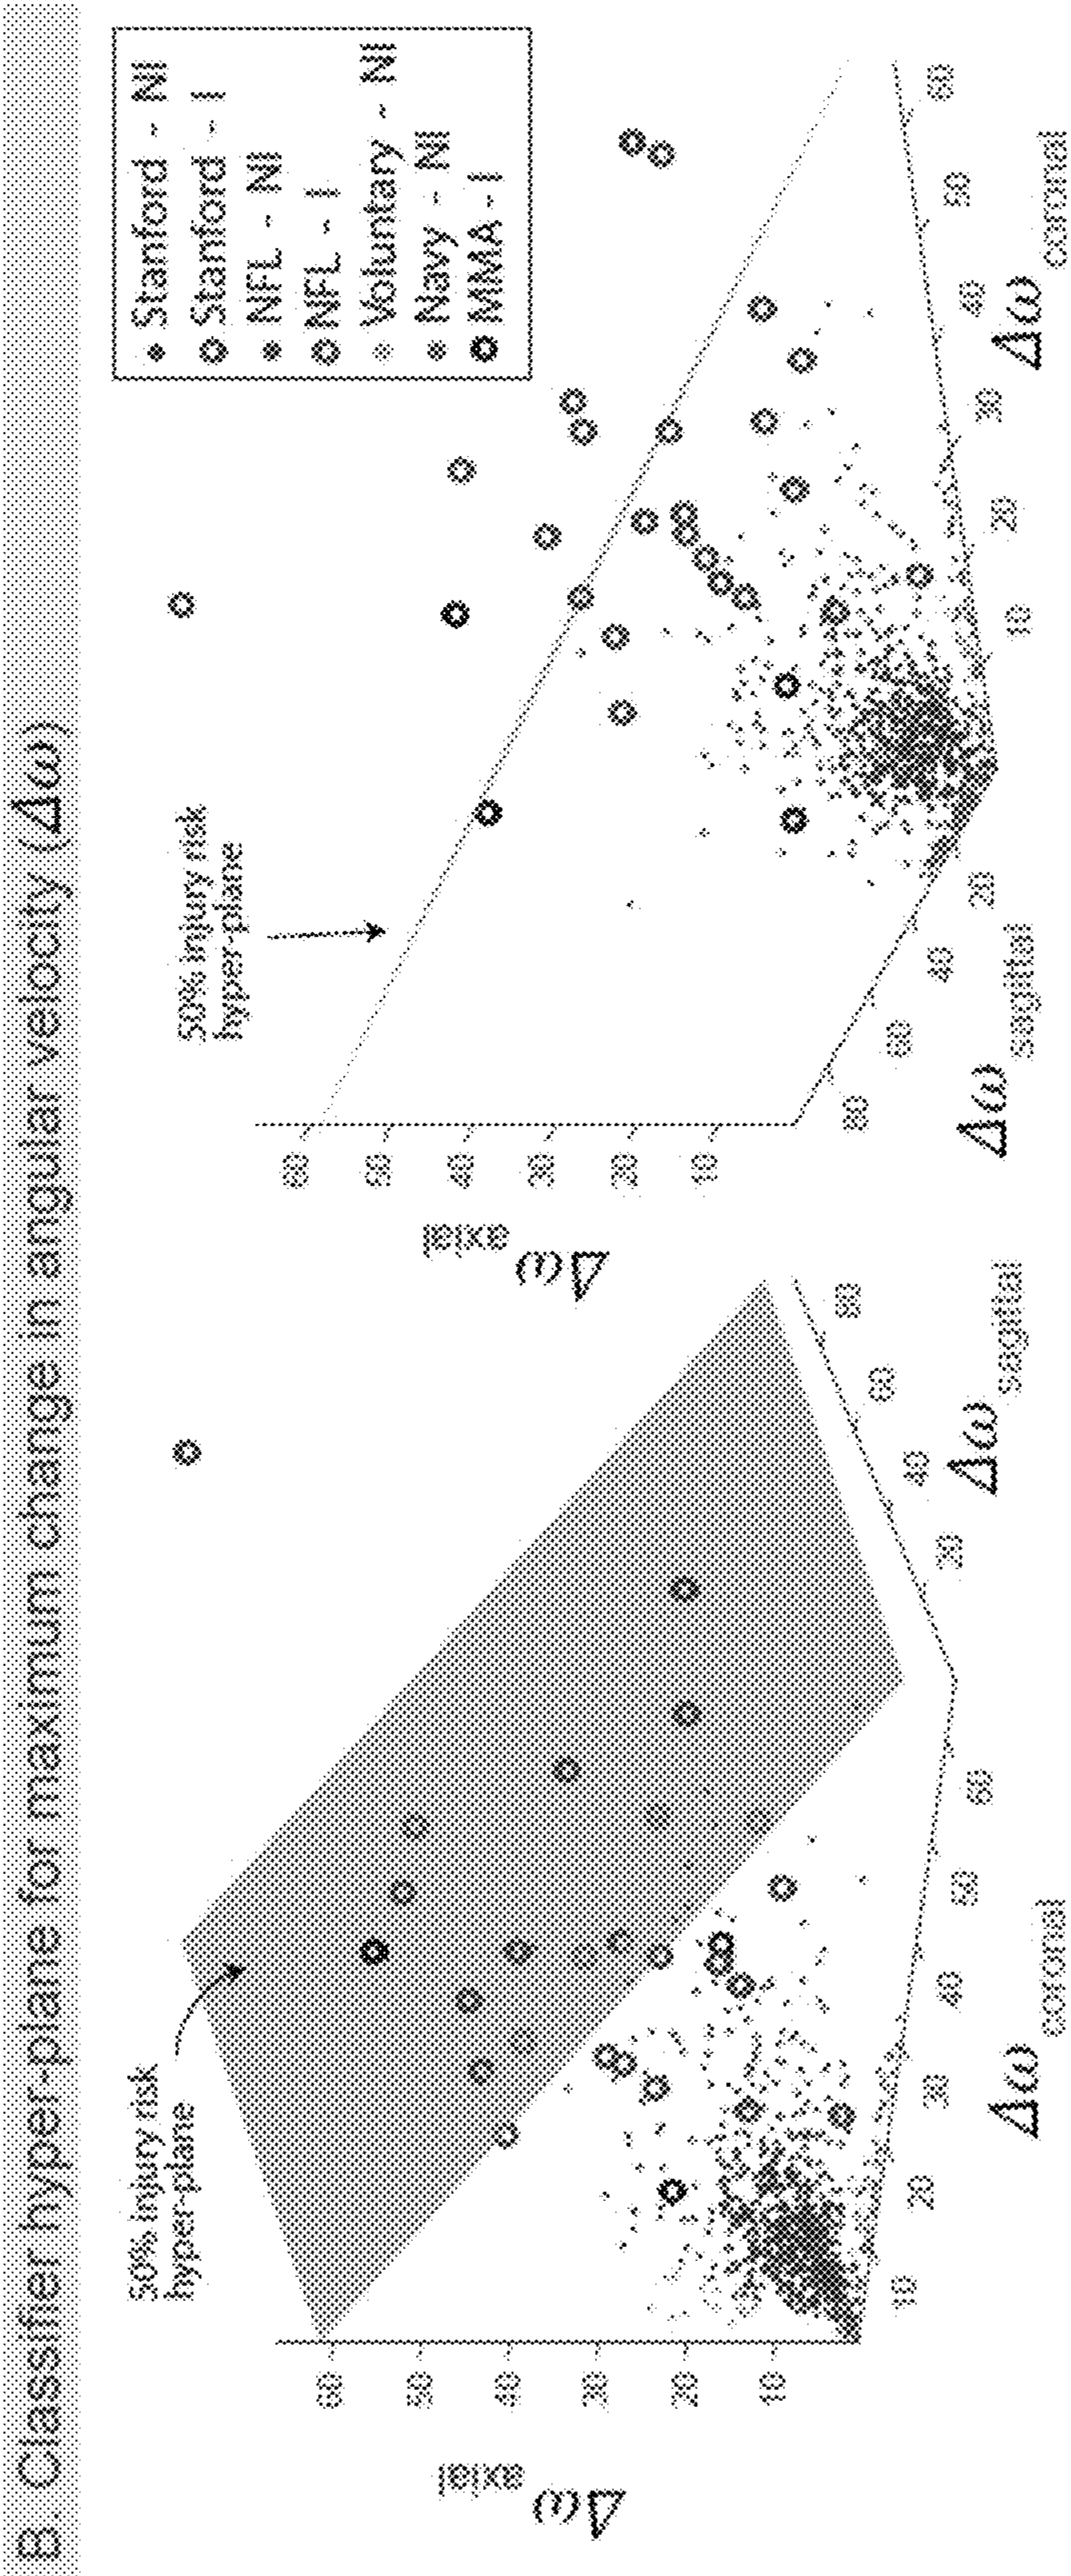 B. Classifier hyper-plane for maximum change in angular velocity (Δω)
50% injury risk
hyper-plane
Δω axial
60
50
40
30
20
10
10
20
30
40
50
60
Δω coronal
20
40
60
80
Δω sagittal
50% injury risk
hyper-plane
Δω axial
60
50
40
30
20
10
80
60
40
20
Δω sagittal
10
20
30
40
50
60
Δω coronal
Stanford - NI
Stanford - I
NFL - NI
NFL - I
Voluntary - NI
Navy - NI
MMA - I